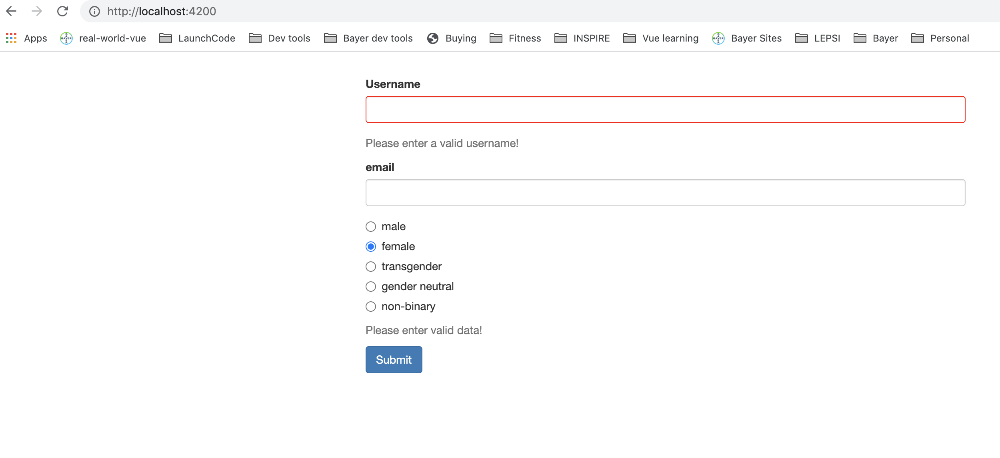 http://localhost:4200
Apps BAYER real-world-vue LaunchCode Dev tools Bayer dev tools Buying Fitness INSPIRE Vue learning BAYER Bayer Sites LEPSI Bayer Personal
Username
Please enter a valid username!
email
male
female
transgender
gender neutral
non-binary
Please enter valid data!
Submit